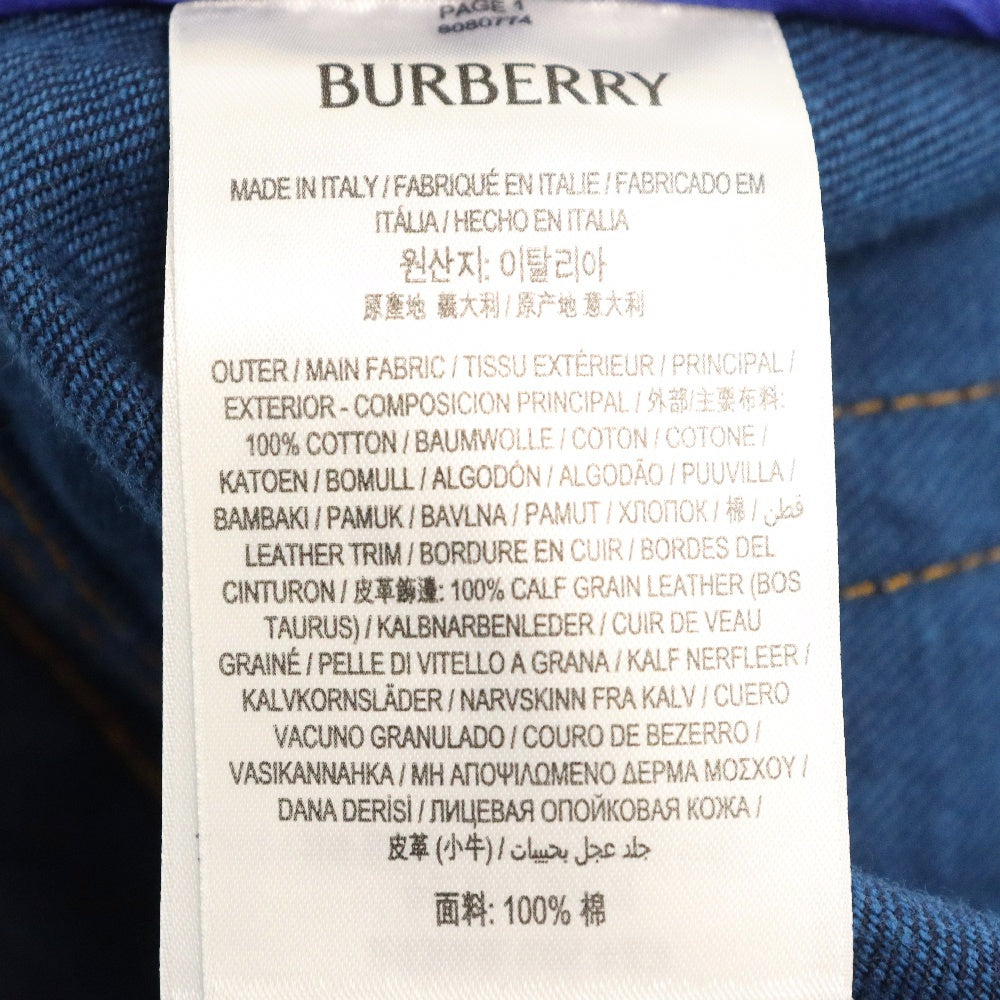 PAGE 1
8080774
BURBERRY
MADE IN ITALY / FABRIQUÉ EN ITALIE / FABRICADO EM
ITÁLIA / HECHO EN ITALIA
원산지: 이탈리아
原產地 義大利 / 原产地 意大利
OUTER / MAIN FABRIC / TISSU EXTÉRIEUR / PRINCIPAL /
EXTERIOR - COMPOSICION PRINCIPAL / 外部/主要布料:
100% COTTON / BAUMWOLLE / COTON / COTONE /
KATOEN / BOMULL / ALGODÓN / ALGODÃO / PUUVILLA /
BAMBAKI / PAMUK / BAVLNA / PAMUT / ХЛОПОК / 棉 / قطن
LEATHER TRIM / BORDURE EN CUIR / BORDES DEL
CINTURON / 皮革飾邊: 100% CALF GRAIN LEATHER (BOS
TAURUS) / KALBNARBENLEDER / CUIR DE VEAU
GRAINÉ / PELLE DI VITELLO A GRANA / KALF NERFLEER /
KALVKORNSLÄDER / NARVSKINN FRA KALV / CUERO
VACUNO GRANULADO / COURO DE BEZERRO /
VASIKANNAHKA / ΜΗ ΑΠΟΨΙΛΩΜΕΝΟ ΔΕΡΜΑ ΜΟΣΧΟΥ /
DANA DERİSİ / ЛИЦЕВАЯ ОПОЙКОВАЯ КОЖА /
皮革 (小牛) / جلد عجل بحبيبات
面料: 100% 棉